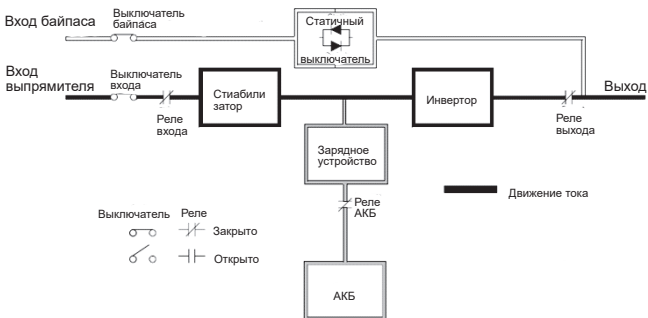 Вход байпаса
Выключатель
байпаса
Статичный
выключатель
Вход
выпрямителя
Выключатель
входа
Реле
входа
Стиабили
затор
Инвертор
Выход
Реле
выхода
Зарядное
устройство
Реле
АКБ
Движение тока
Выключатель
Реле
Закрыто
Открыто
АКБ